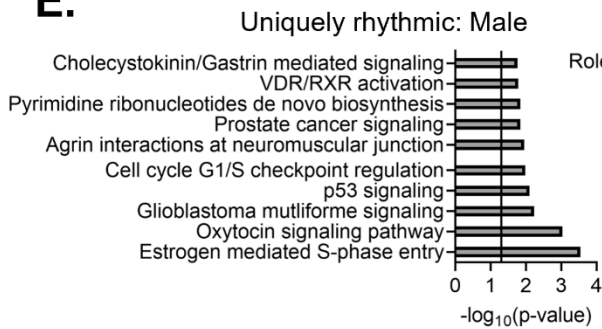 E.
Uniquely rhythmic: Male
Cholecystokinin/Gastrin mediated signaling
Role
VDR/RXR activation
Pyrimidine ribonucleotides de novo biosynthesis
Prostate cancer signaling
Agrin interactions at neuromuscular junction
Cell cycle G1/S checkpoint regulation
p53 signaling
Glioblastoma mutliforme signaling
Oxytocin signaling pathway
Estrogen mediated S-phase entry
0 1 2 3 4
-log10(p-value)